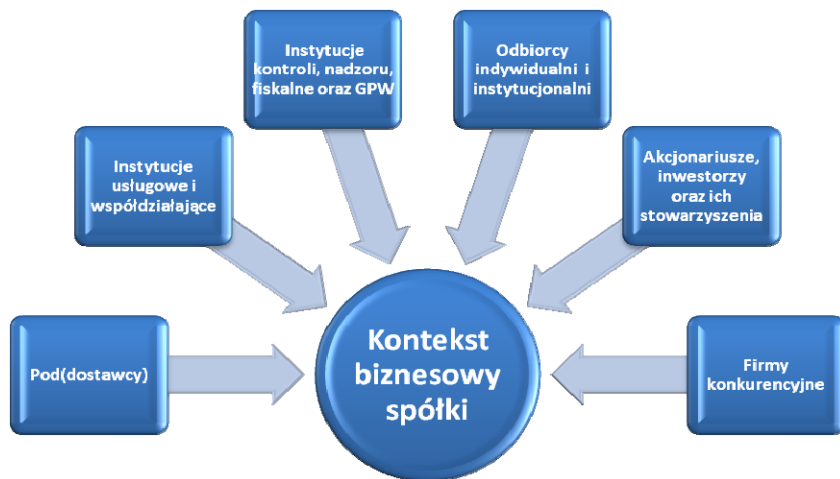 Instytucje
kontroli, nadzoru,
fiskalne oraz GPW
Odbiorcy
indywidualni i
instytucjonalni
Instytucje
usługowe i
współdziałające
Akcjonariusze,
inwestorzy
oraz ich
stowarzyszenia
Pod(dostawcy)
Kontekst
biznesowy
spółki
Firmy
konkurencyjne